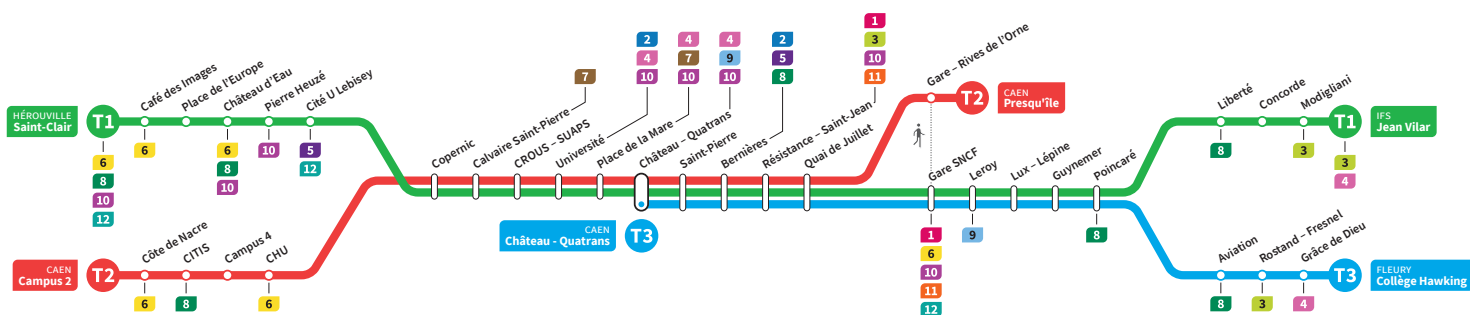 HÉROUVILLE
Saint-Clair
T1
6
8
10
12
Café des Images
6
Place de l'Europe
Château d'Eau
6
8
10
Pierre Heuzé
10
Cité U Lebisey
5
12
CAEN
Campus 2
T2
Côte de Nacre
6
CITIS
8
Campus 4
CHU
6
Copernic
Calvaire Saint-Pierre
7
CROUS – SUAPS
Université
2
4
10
Place de la Mare
4
7
10
Château – Quatrans
4
9
10
CAEN
Château - Quatrans
T3
Saint-Pierre
Bernières
2
5
8
Résistance – Saint-Jean
1
3
10
11
Quai de Juillet
Gare – Rives de l'Orne
T2
CAEN
Presqu'île
Gare SNCF
1
6
10
11
12
Leroy
9
Lux – Lépine
Guynemer
Poincaré
8
Liberté
8
Concorde
Modigliani
3
T1
IFS
Jean Vilar
3
4
Aviation
8
Rostand – Fresnel
3
Grâce de Dieu
4
T3
FLEURY
Collège Hawking